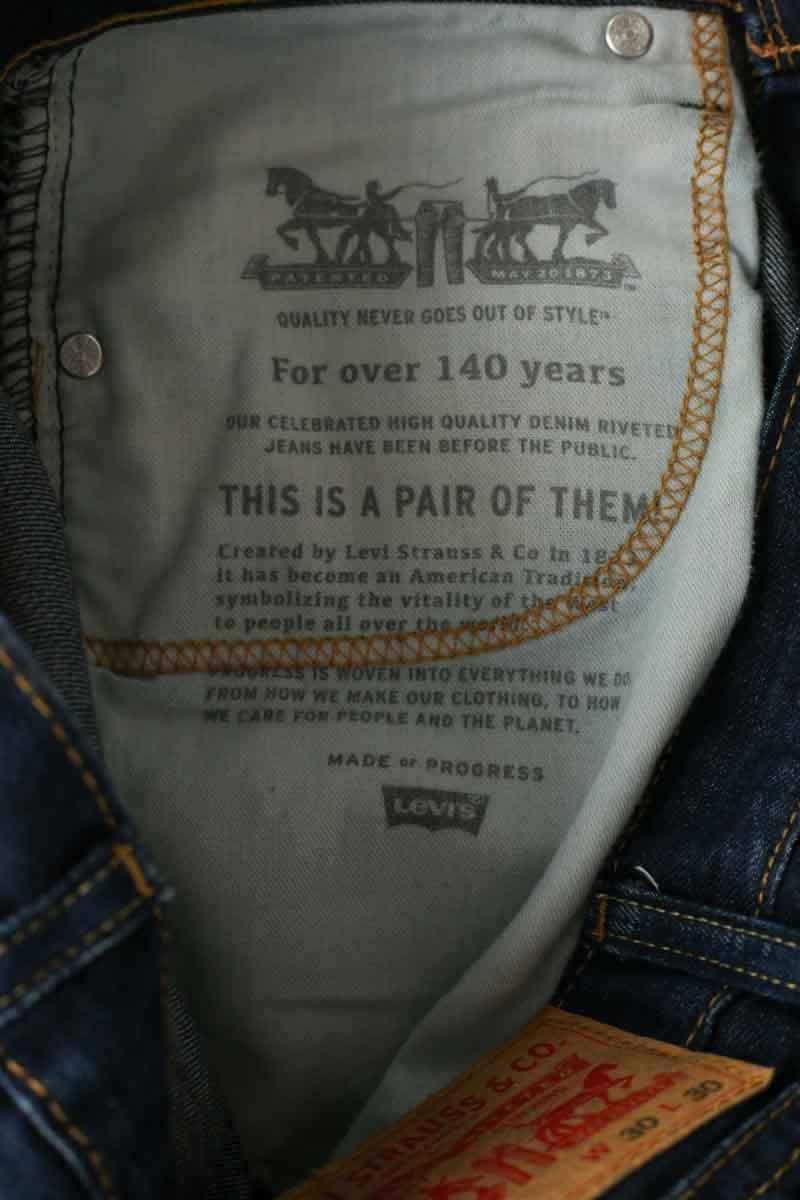 PATENTED MAY 20 1873
QUALITY NEVER GOES OUT OF STYLE™
For over 140 years
OUR CELEBRATED HIGH QUALITY DENIM RIVETED
JEANS HAVE BEEN BEFORE THE PUBLIC.
THIS IS A PAIR OF THEM!
Created by Levi Strauss & Co in
it has become an American Tradition,
symbolizing the vitality of the West
to people all over the world.
PROGRESS IS WOVEN INTO EVERYTHING WE DO
FROM HOW WE MAKE OUR CLOTHING, TO HOW
WE CARE FOR PEOPLE AND THE PLANET.
MADE OF PROGRESS
LEVI'S®
STRAUSS & CO.
W 30 L 30